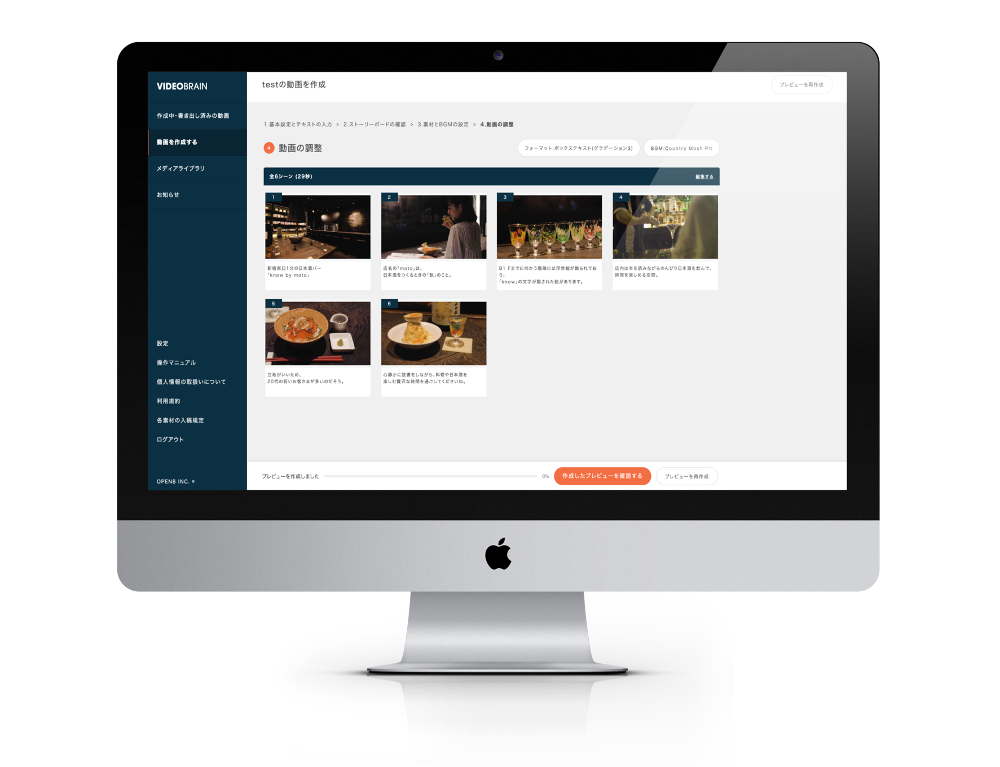 VIDEOBRAIN
作成中・書き出し済みの動画
動画を作成する
メディアライブラリ
お知らせ
設定
操作マニュアル
個人情報の取扱いについて
利用規約
各素材の入稿規定
ログアウト
OPEN8 INC.
testの動画を作成
プレビューを再作成
1.基本設定とテキストの入力 > 2.ストーリーボードの確認 > 3.素材とBGMの設定 > 4.動画の調整
4 動画の調整
フォーマット:ボックステキスト(グラデーション3)
BGM:Country Mosh Pit
全6シーン (29秒)
編集する
1
新宿東口1分の日本酒バー
「know by moto」
2
店名の「moto」は、
日本酒をつくるときの「酛」のこと。
3
B1 Fまでに向かう階段には浮世絵が飾られてお
り、
「know」の文字が隠された絵があります。
4
店内は本を読みながらのんびり日本酒を飲んで、
時間を楽しめる空間。
5
立地がいいため、
20代の若いお客さまが多いのだそう。
6
心静かに読書をしながら、料理や日本酒を
楽しむ贅沢な時間を過ごしてくださいね。
プレビューを作成しました
0%
作成したプレビューを確認する
プレビューを再作成